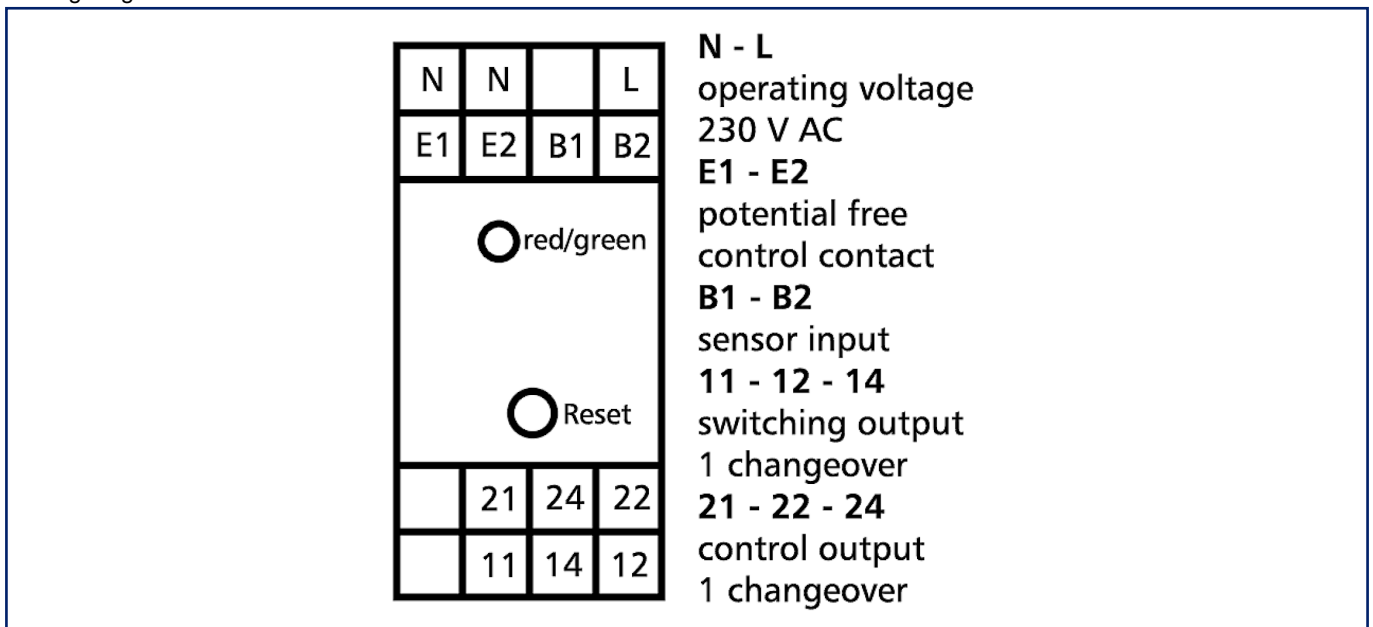 N N L
E1 E2 B1 B2
red/green
Reset
21 24 22
11 14 12
N - L
operating voltage
230 V AC
E1 - E2
potential free
control contact
B1 - B2
sensor input
11 - 12 - 14
switching output
1 changeover
21 - 22 - 24
control output
1 changeover